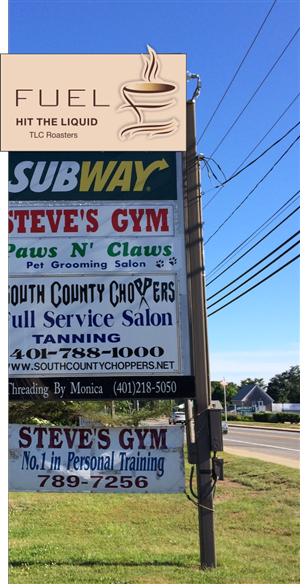 FUEL
HIT THE LIQUID
TLC Roasters
SUBWAY
STEVE'S GYM
Paws N' Claws
Pet Grooming Salon
SOUTH COUNTY CHOPPERS
Full Service Salon
TANNING
401-788-1000
WWW.SOUTHCOUNTYCHOPPERS.NET
Threading By Monica (401)218-5050
STEVE'S GYM
No.1 in Personal Training
789-7256